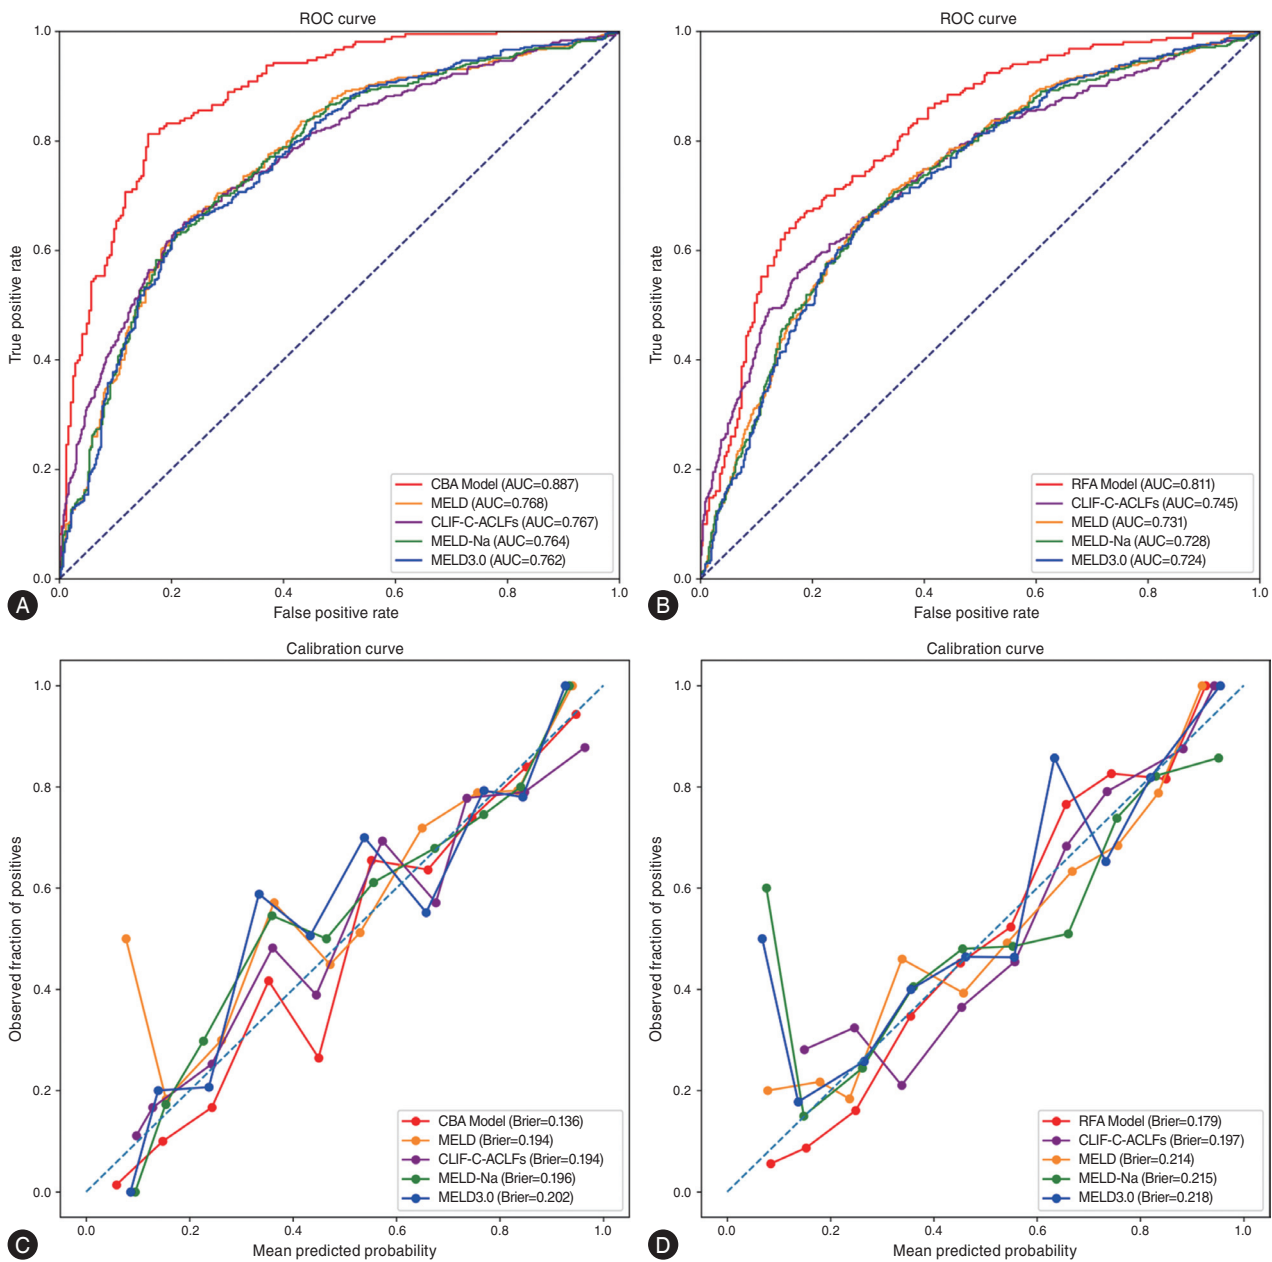 ROC curve
1.0
0.8
0.6
0.4
0.2
0.0
True positive rate
CBA Model (AUC=0.887)
MELD (AUC=0.768)
CLIF-C-ACLFs (AUC=0.767)
MELD-Na (AUC=0.764)
MELD3.0 (AUC=0.762)
0.0 0.2 0.4 0.6 0.8 1.0
False positive rate
A
ROC curve
1.0
0.8
0.6
0.4
0.2
0.0
True positive rate
RFA Model (AUC=0.811)
CLIF-C-ACLFs (AUC=0.745)
MELD (AUC=0.731)
MELD-Na (AUC=0.728)
MELD3.0 (AUC=0.724)
0.0 0.2 0.4 0.6 0.8 1.0
False positive rate
B
Calibration curve
1.0
0.8
0.6
0.4
0.2
0.0
Observed fraction of positives
CBA Model (Brier=0.136)
MELD (Brier=0.194)
CLIF-C-ACLFs (Brier=0.194)
MELD-Na (Brier=0.196)
MELD3.0 (Brier=0.202)
0.0 0.2 0.4 0.6 0.8 1.0
Mean predicted probability
C
Calibration curve
1.0
0.8
0.6
0.4
0.2
0.0
Observed fraction of positives
RFA Model (Brier=0.179)
CLIF-C-ACLFs (Brier=0.197)
MELD (Brier=0.214)
MELD-Na (Brier=0.215)
MELD3.0 (Brier=0.218)
0.0 0.2 0.4 0.6 0.8 1.0
Mean predicted probability
D